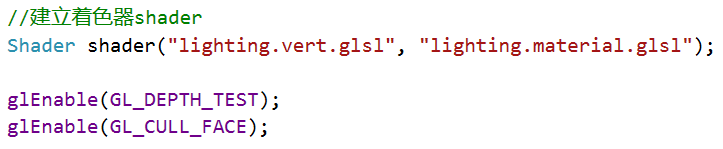 //建立着色器shader
Shader shader("lighting.vert.glsl", "lighting.material.glsl");
glEnable(GL_DEPTH_TEST);
glEnable(GL_CULL_FACE);